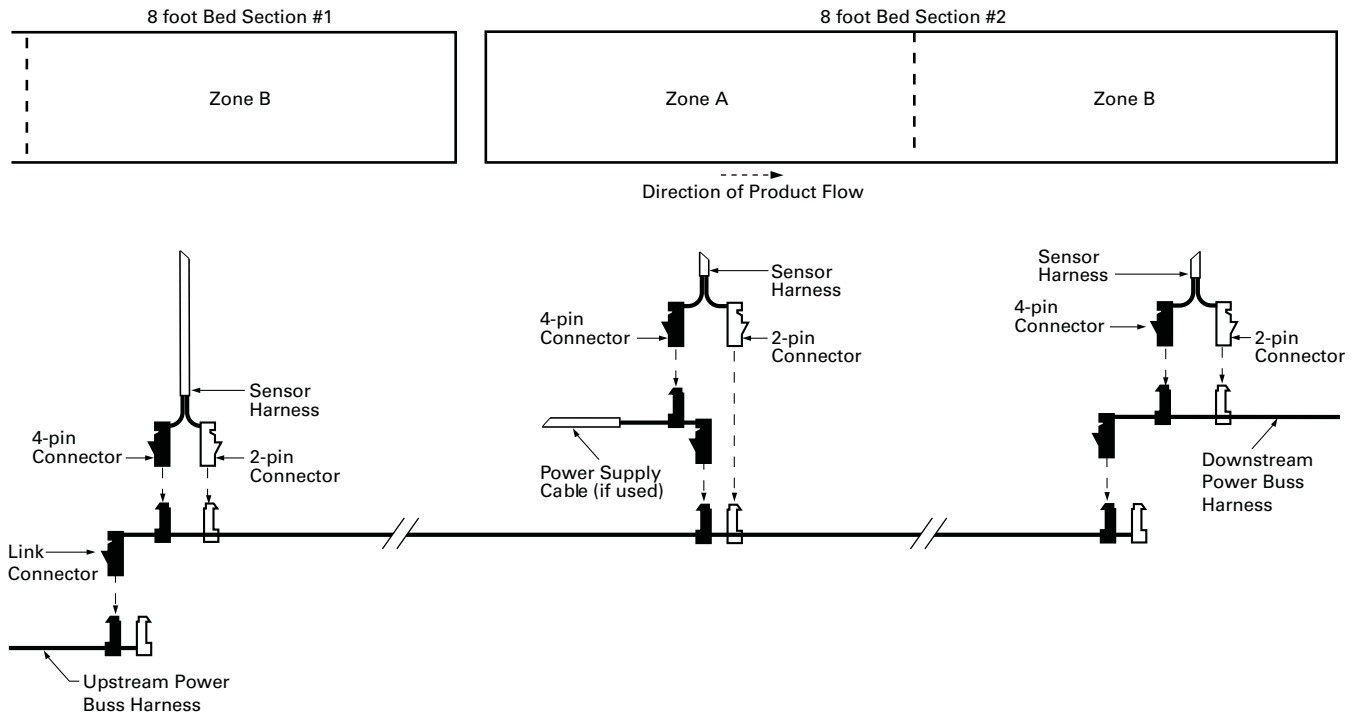 8 foot Bed Section #1
8 foot Bed Section #2
Zone B
Zone A
Zone B
Direction of Product Flow
Sensor
Harness
4-pin
Connector
2-pin
Connector
Sensor
Harness
4-pin
Connector
2-pin
Connector
Sensor
Harness
4-pin
Connector
2-pin
Connector
Power Supply
Cable (if used)
Downstream
Power Buss
Harness
Link
Connector
Upstream Power
Buss Harness